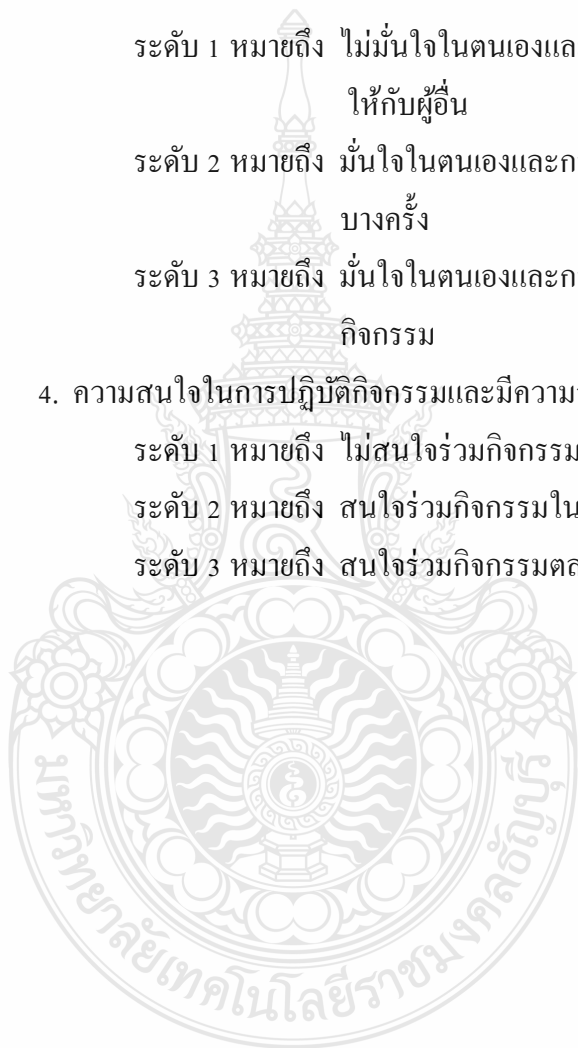 ระดับ 1 หมายถึง ไม่มั่นใจในตนเองและ
ให้กับผู้อื่น
ระดับ 2 หมายถึง มั่นใจในตนเองและก
บางครั้ง
ระดับ 3 หมายถึง มั่นใจในตนเองและก
กิจกรรม
4. ความสนใจในการปฏิบัติกิจกรรมและมีความ
ระดับ 1 หมายถึง ไม่สนใจร่วมกิจกรรม
ระดับ 2 หมายถึง สนใจร่วมกิจกรรมใน
ระดับ 3 หมายถึง สนใจร่วมกิจกรรมตล
มหาวิทยาลัยเทคโนโลยีราชมงคลธัญบุรี